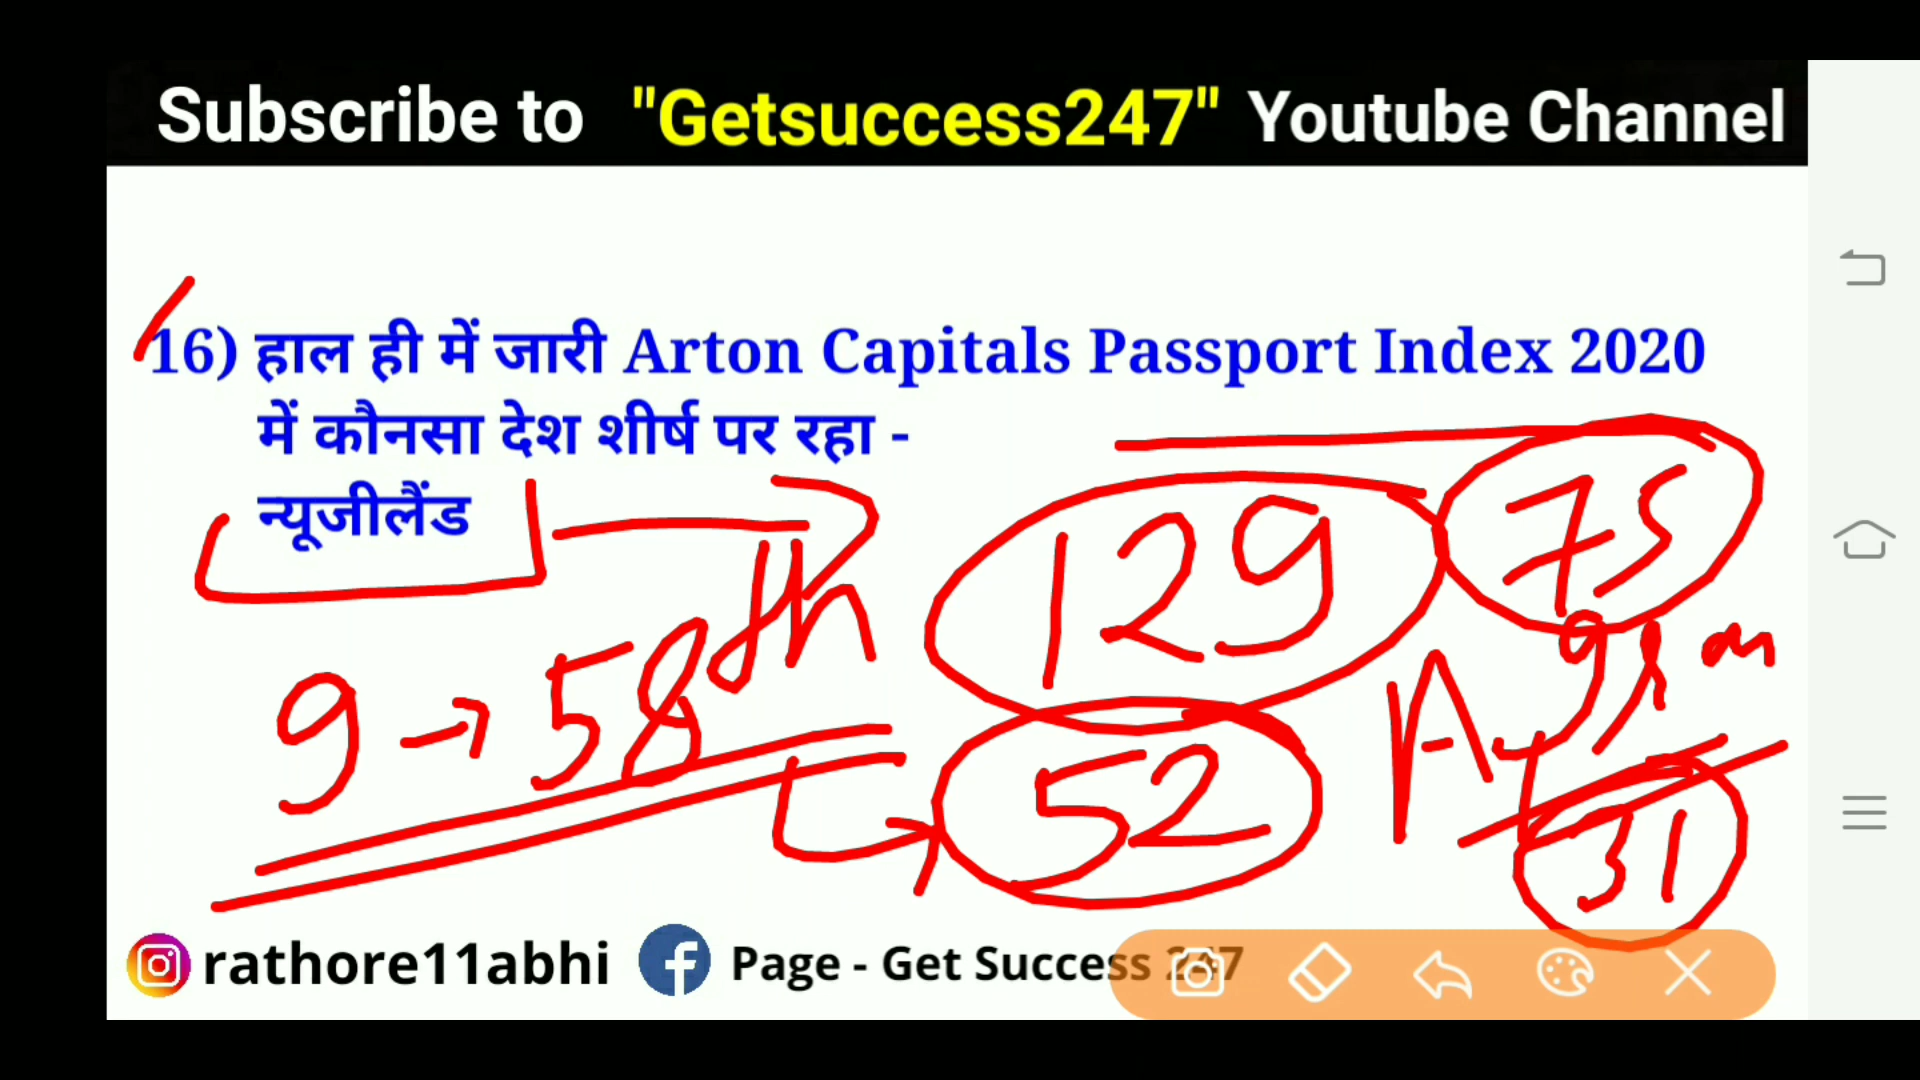 Subscribe to "Getsuccess247" Youtube Channel
16) हाल ही में जारी Arton Capitals Passport Index 2020
में कौनसा देश शीर्ष पर रहा -
न्यूजीलैंड
129 75
9 → 58th
52
31
rathore11abhi Page - Get Success 247